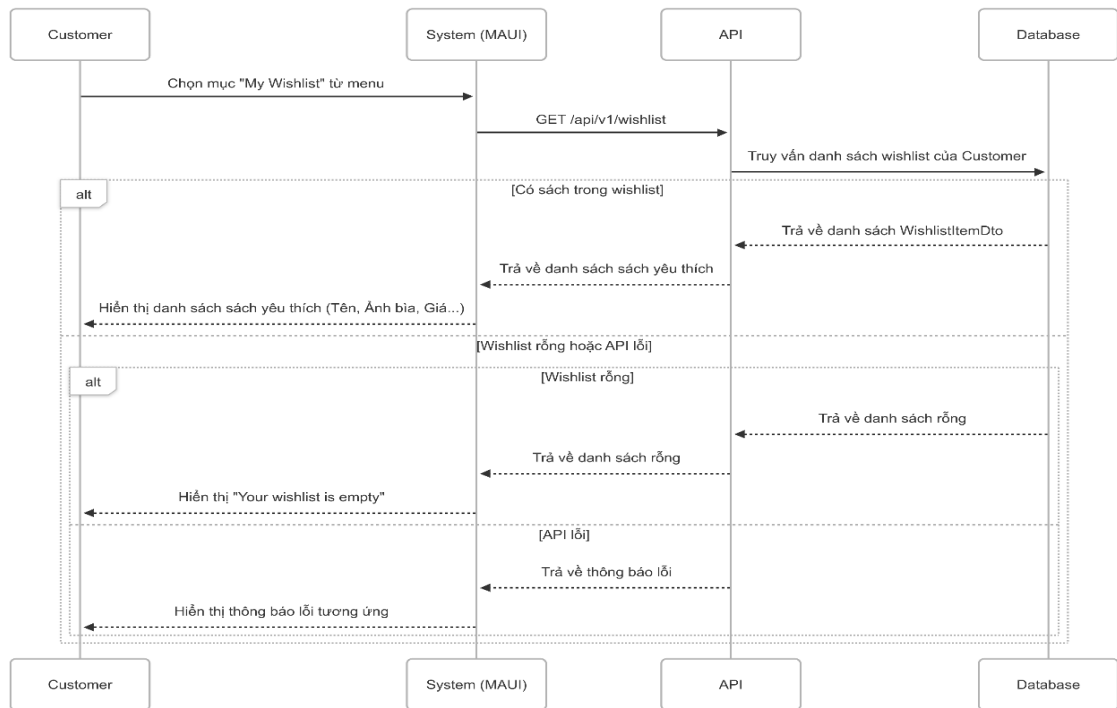 Customer
System (MAUI)
API
Database
Chọn mục "My Wishlist" từ menu
GET /api/v1/wishlist
Truy vấn danh sách wishlist của Customer
alt
[Có sách trong wishlist]
Trả về danh sách WishlistItemDto
Trả về danh sách sách yêu thích
Hiển thị danh sách sách yêu thích (Tên, Ảnh bìa, Giá...)
[Wishlist rỗng hoặc API lỗi]
alt
[Wishlist rỗng]
Trả về danh sách rỗng
Trả về danh sách rỗng
Hiển thị "Your wishlist is empty"
[API lỗi]
Trả về thông báo lỗi
Hiển thị thông báo lỗi tương ứng
Customer
System (MAUI)
API
Database